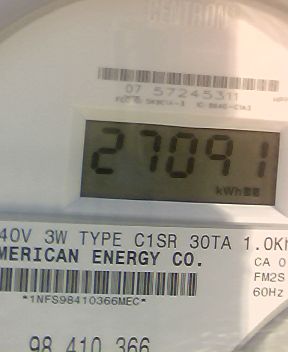 CENTRON
07 57245311
27091
kWh
40V 3W TYPE C1SR 30TA 1.0Kh
MERICAN ENERGY CO.
CA 0
FM2S
60Hz
*1NFS98410366MEC*
98 410 366